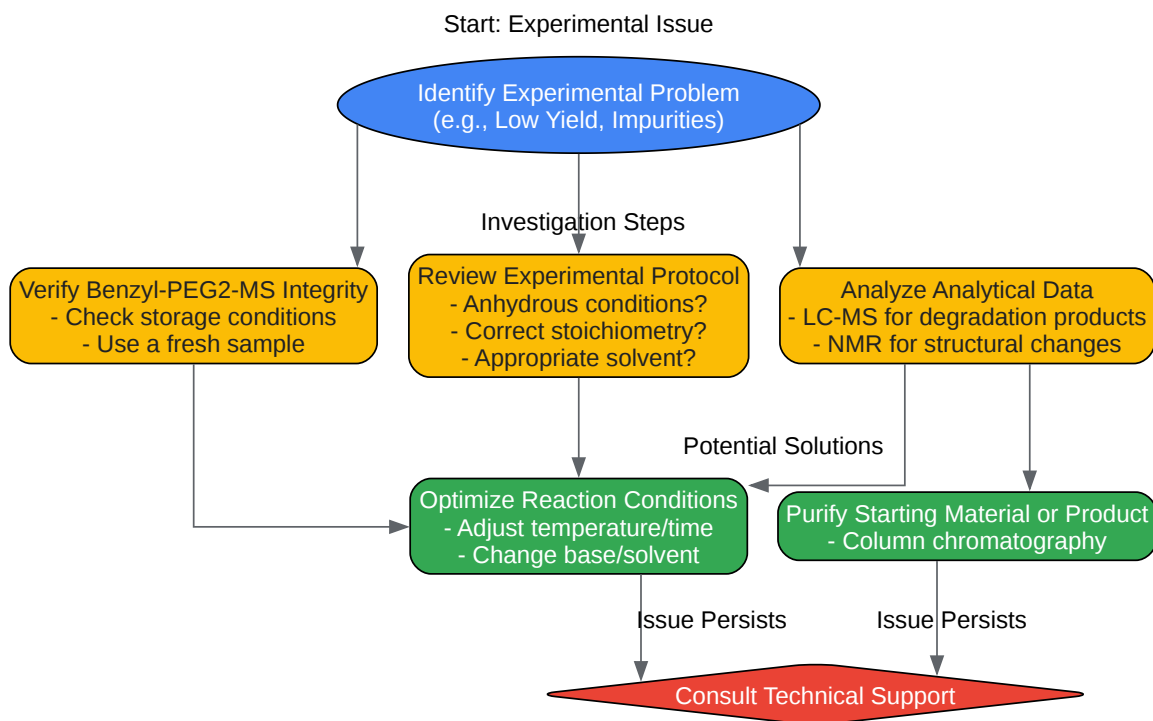 Start: Experimental Issue
Identify Experimental Problem
(e.g., Low Yield, Impurities)
Investigation Steps
Verify Benzyl-PEG2-MS Integrity
- Check storage conditions
- Use a fresh sample
Review Experimental Protocol
- Anhydrous conditions?
- Correct stoichiometry?
- Appropriate solvent?
Analyze Analytical Data
- LC-MS for degradation products
- NMR for structural changes
Potential Solutions
Optimize Reaction Conditions
- Adjust temperature/time
- Change base/solvent
Purify Starting Material or Product
- Column chromatography
Issue Persists
Issue Persists
Consult Technical Support